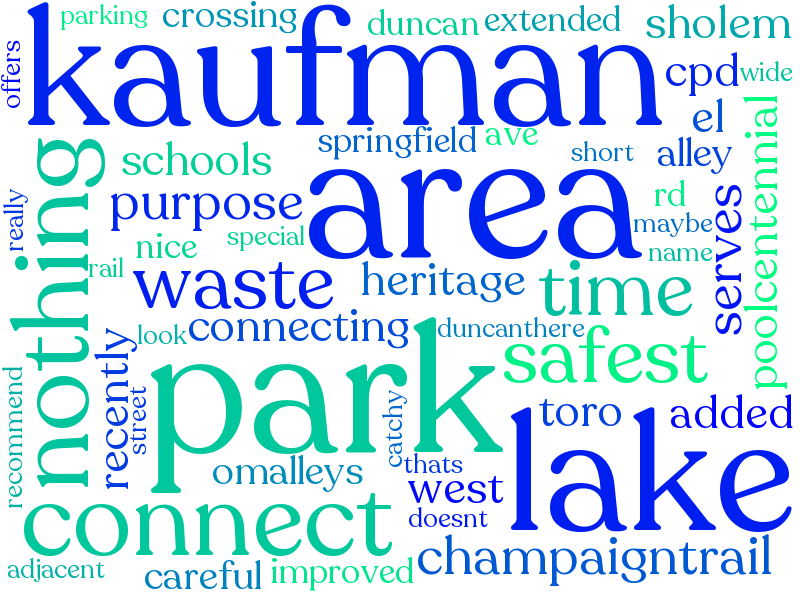 parking
crossing
duncan
extended
sholem
offers
kaufman
cpd
wide
el
springfield
ave
short
alley
schools
nothing
area
poolcentennial
purpose
rd
serves
really
nice
special
maybe
name
rail
waste
heritage
time
connecting
duncanthere
look
recently
safest
park
street
recommend
catchy
toro
added
lake
thats
omalleys
west
doesnt
connect
champaigntrail
adjacent
careful
improved